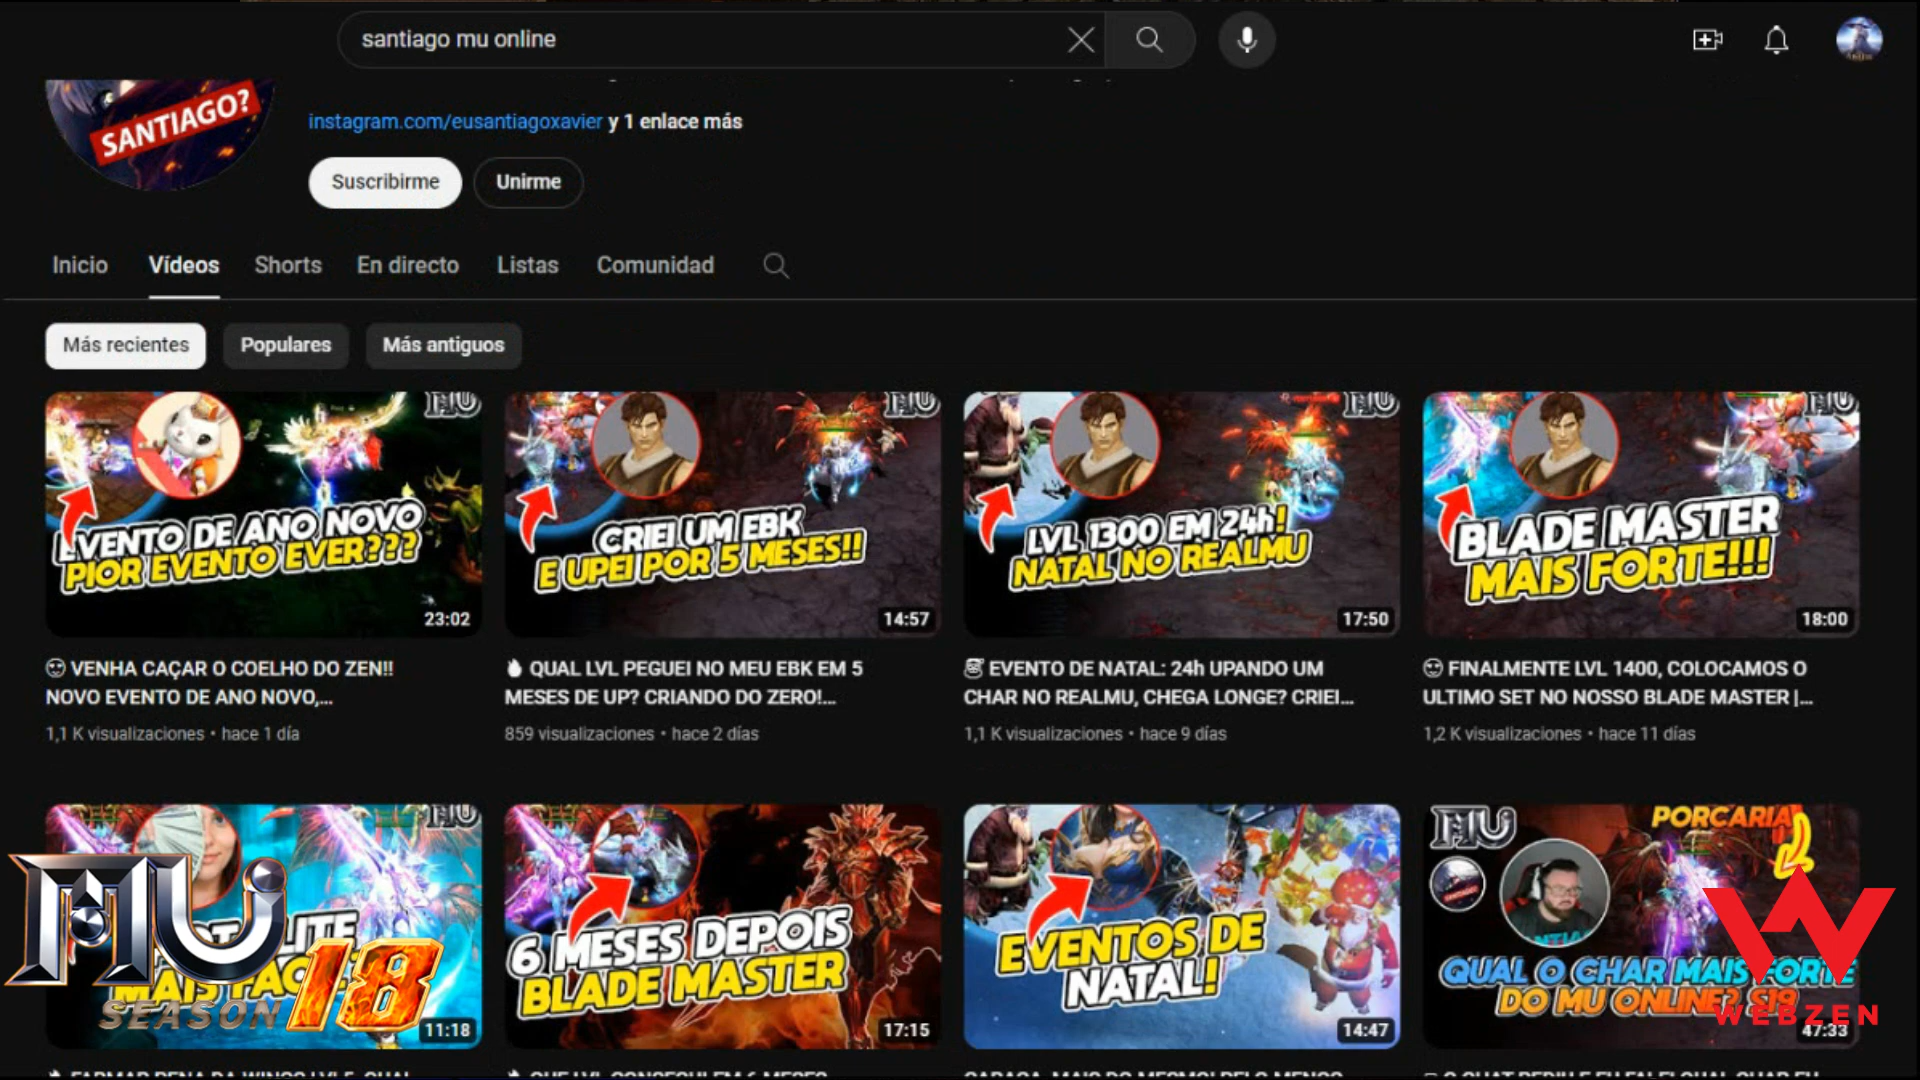 santiago mu online
SANTIAGO?
instagram.com/eusantiagoxavier y 1 enlace más
Suscribirme Unirme
Inicio Vídeos Shorts En directo Listas Comunidad
Más recientes Populares Más antiguos
MU
EVENTO DE ANO NOVO
PIOR EVENTO EVER???
23:02
MU
CRIEI UM EBK
E UPEI POR 5 MESES!!
14:57
MU
LVL 1300 EM 24h!
NATAL NO REALMU
17:50
MU
BLADE MASTER
MAIS FORTE!!!
18:00
VENHA CAÇAR O COELHO DO ZEN!!
NOVO EVENTO DE ANO NOVO,...
1,1 K visualizaciones • hace 1 día
QUAL LVL PEGUEI NO MEU EBK EM 5
MESES DE UP? CRIANDO DO ZERO!...
859 visualizaciones • hace 2 días
EVENTO DE NATAL: 24h UPANDO UM
CHAR NO REALMU, CHEGA LONGE? CRIEI...
1,1 K visualizaciones • hace 9 días
FINALMENTE LVL 1400, COLOCAMOS O
ULTIMO SET NO NOSSO BLADE MASTER |...
1,2 K visualizaciones • hace 11 días
MU
MAIS
11:18
MU
SEASON 18
6 MESES DEPOIS
BLADE MASTER
17:15
EVENTOS DE
NATAL!
14:47
MU
PORCARIA
QUAL O CHAR MAIS FORTE
DO MU ONLINE? S19
47:33
WEBZEN